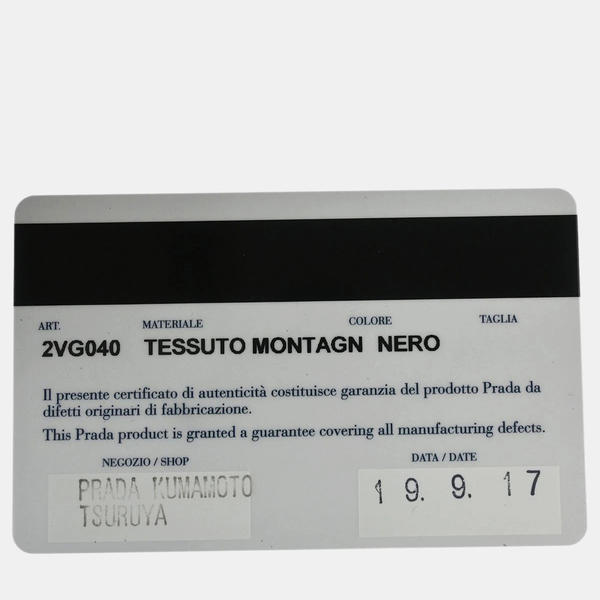 ART. MATERIALE COLORE TAGLIA
2VG040 TESSUTO MONTAGN NERO
Il presente certificato di autenticità costituisce garanzia del prodotto Prada da
difetti originari di fabbricazione.
This Prada product is granted a guarantee covering all manufacturing defects.
NEGOZIO / SHOP DATA / DATE
PRADA KUMAMOTO 19. 9. 17
TSURUYA